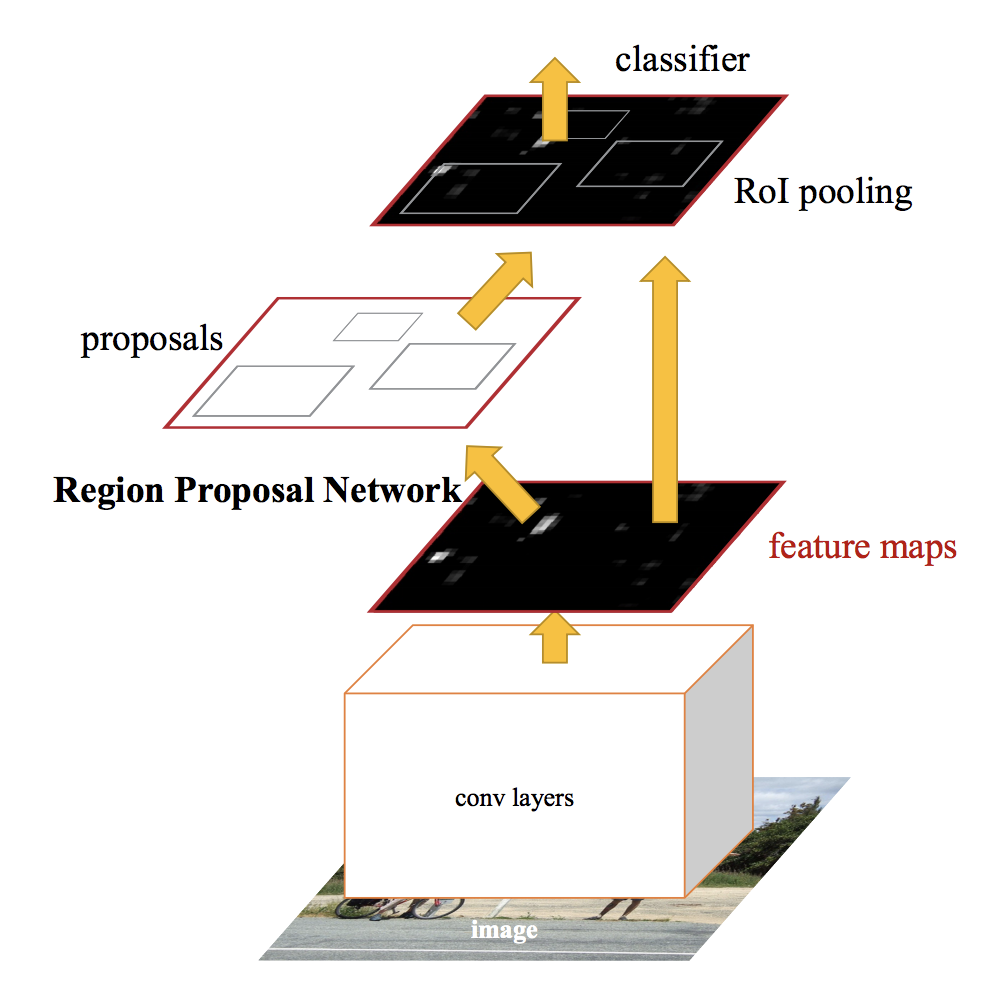 classifier
RoI pooling
proposals
Region Proposal Network
feature maps
conv layers
image